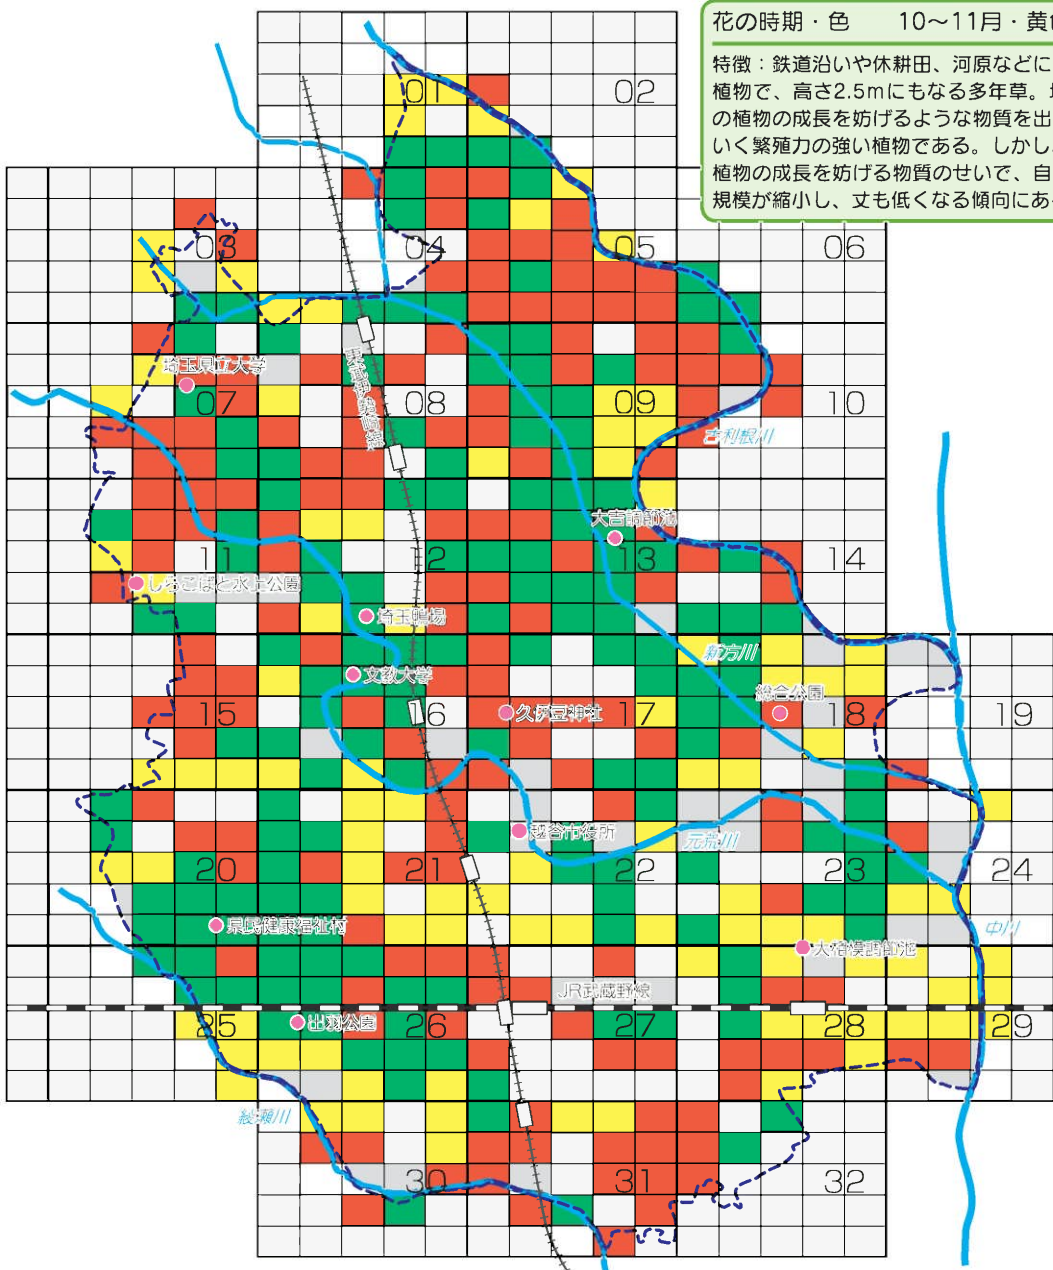 花の時期・色　　10～11月・黄
特徴：鉄道沿いや休耕田、河原などに
植物で、高さ2.5mにもなる多年草。
の植物の成長を妨げるような物質を出
いく繁殖力の強い植物である。しかし
植物の成長を妨げる物質のせいで、自
規模が縮小し、丈も低くなる傾向にあ
01
02
03
04
05
06
東武伊勢崎線
埼玉県立大学
07
08
09
10
古利根川
大吉調節池
11
12
13
14
しらこばと水上公園
埼玉鴨場
新方川
文教大学
総合公園
15
16
久伊豆神社
17
18
19
越谷市役所
元荒川
20
21
22
23
24
県民健康福祉村
中川
大相模調節池
JR武蔵野線
出羽公園
25
26
27
28
29
綾瀬川
30
31
32